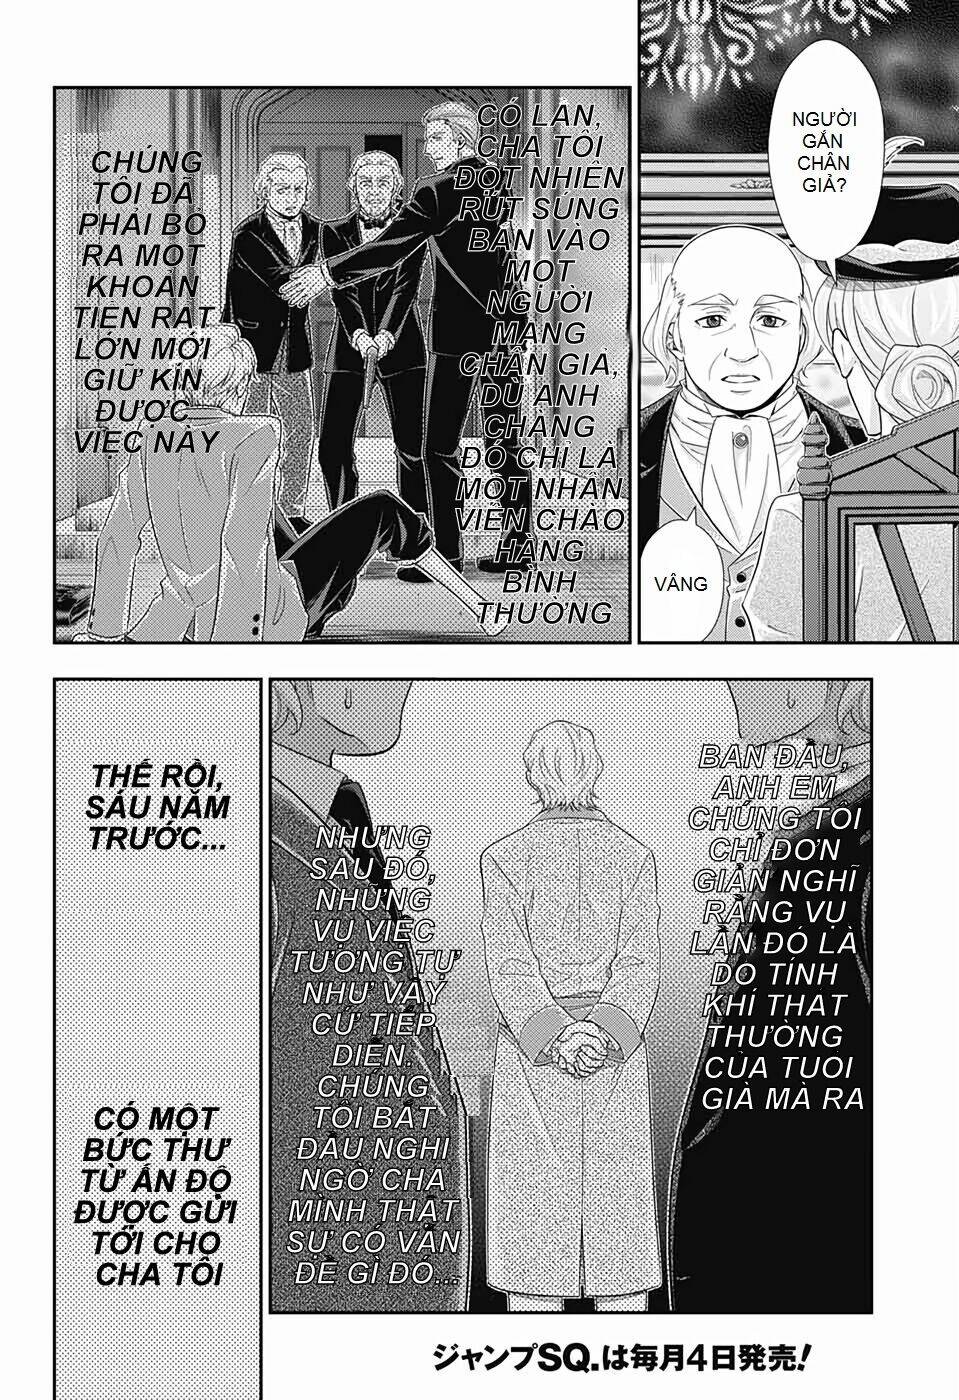 NGƯỜI
GẮN
CHÂN
GIẢ?
VÂNG
CÓ LẦN,
CHA TÔI
ĐỘT NHIÊN
RÚT SÚNG
BẮN VÀO
MỘT
NGƯỜI
MANG
CHÂN GIẢ,
DÙ ANH
CHÀNG
ĐÓ CHỈ LÀ
MỘT NHÂN
VIÊN CHÀO
HÀNG
BÌNH
THƯỜNG
CHÚNG
TÔI ĐÃ
PHẢI BỎ
RA MỘT
KHOẢN
TIỀN RẤT
LỚN MỚI
GIỮ KÍN
ĐƯỢC
VIỆC NÀY
BAN ĐẦU,
ANH EM
CHÚNG TÔI
CHỈ ĐƠN
GIẢN NGHĨ
RẰNG VỤ
LẦN ĐÓ LÀ
DO TÍNH
KHÍ THẤT
THƯỜNG
CỦA TUỔI
GIÀ MÀ RA
NHƯNG
SAU ĐÓ,
NHỮNG
VỤ VIỆC
TƯƠNG TỰ
NHƯ VẬY
CỨ TIẾP
DIỄN.
CHÚNG
TÔI BẮT
ĐẦU NGHI
NGỜ CHA
MÌNH THẬT
SỰ CÓ VẤN
ĐỀ GÌ ĐÓ...
THẾ RỒI,
SÁU NĂM
TRƯỚC...
CÓ MỘT
BỨC THƯ
TỪ ẤN ĐỘ
ĐƯỢC GỬI
TỚI CHO
CHA TÔI
ジャンプSQ.は毎月4日発売!